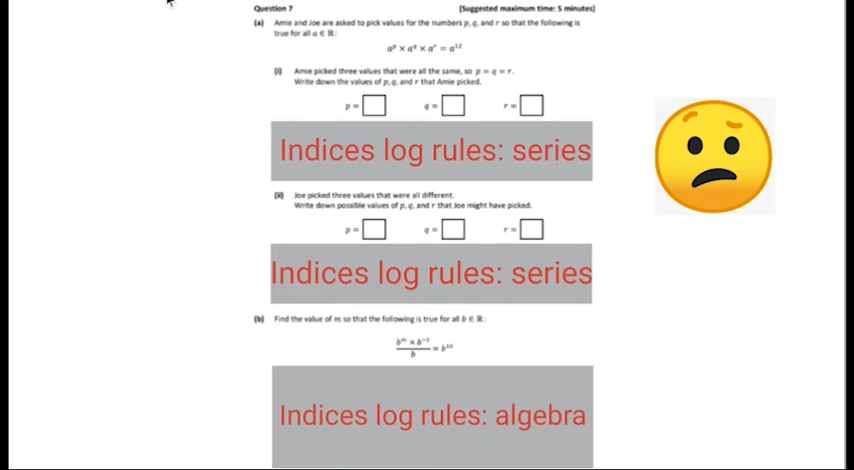 Question 7 (Suggested maximum time: 5 minutes)
(a) Amie and Joe are asked to pick values for the numbers p, q, and r so that the following is
true for all a ∈ ℝ:
a^p × a^q × a^r = a^12
(i) Amie picked three values that were all the same, so p = q = r.
Write down the values of p, q, and r that Amie picked.
p = q = r =
Indices log rules: series
(ii) Joe picked three values that were all different.
Write down possible values of p, q, and r that Joe might have picked.
p = q = r =
Indices log rules: series
(b) Find the value of m so that the following is true for all b ∈ ℝ:
b^m × b^
b = b^10
Indices log rules: algebra